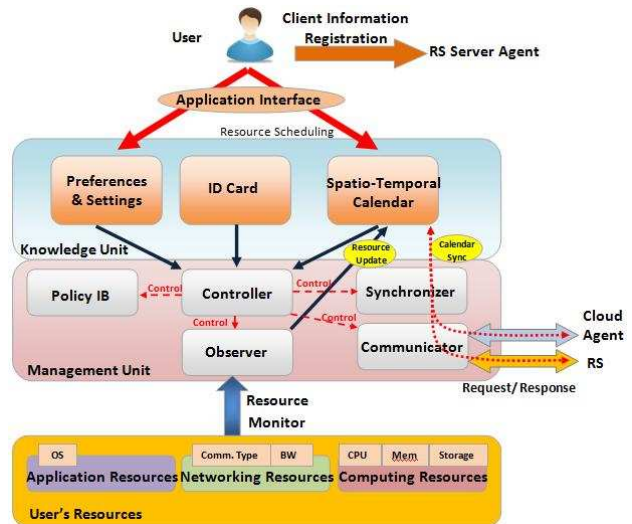 User
Client Information
Registration
RS Server Agent
Application Interface
Resource Scheduling
Preferences
& Settings
ID Card
Spatio-Temporal
Calendar
Knowledge Unit
Resource
Update
Calendar
Sync
Policy IB
Control
Controller
Control
Synchronizer
Control
Control
Observer
Communicator
Cloud
Agent
RS
Management Unit
Request/ Response
Resource
Monitor
OS
Comm. Type
BW
CPU
Mem
Storage
Application Resources
Networking Resources
Computing Resources
User's Resources